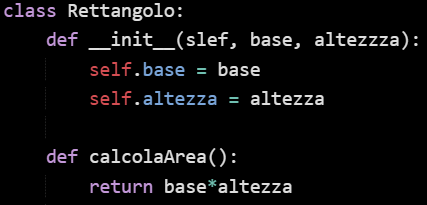 class Rettangolo:
    def __init__(slef, base, altezzza):
        self.base = base
        self.altezza = altezza
    def calcolaArea():
        return base*altezza